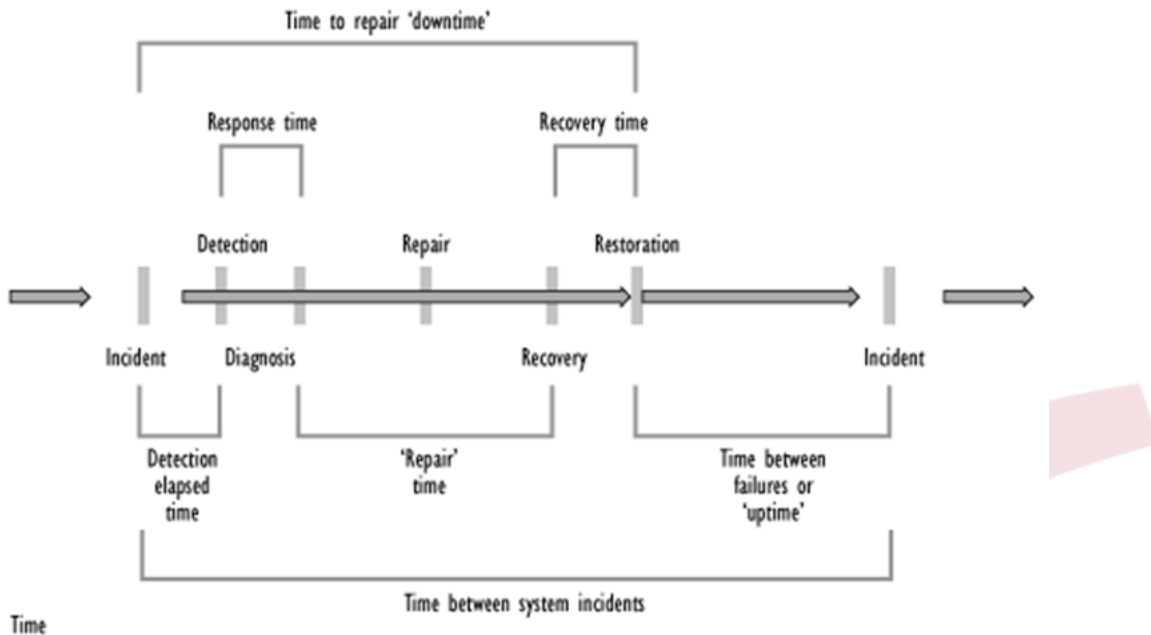 Time to repair ‘downtime’
Response time
Recovery time
Detection
Repair
Restoration
Incident
Diagnosis
Recovery
Incident
Detection
elapsed
time
‘Repair’
time
Time between
failures or
‘uptime’
Time between system incidents
Time